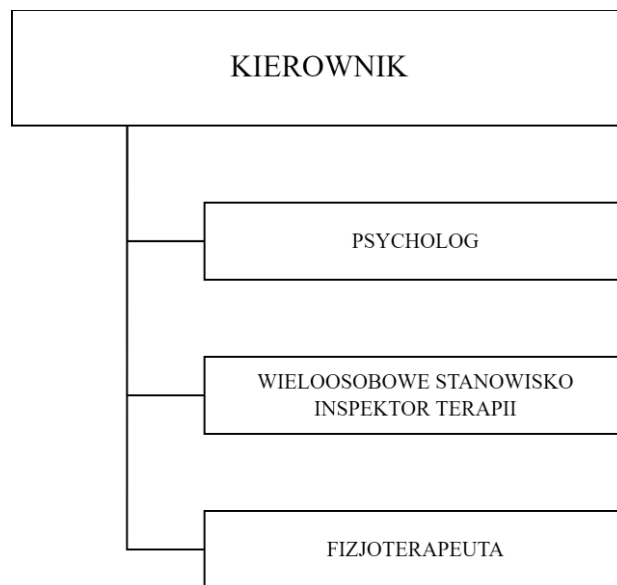 KIEROWNIK
PSYCHOLOG
WIELOOSOBOWE STANOWISKO
INSPEKTOR TERAPII
FIZJOTERAPEUTA